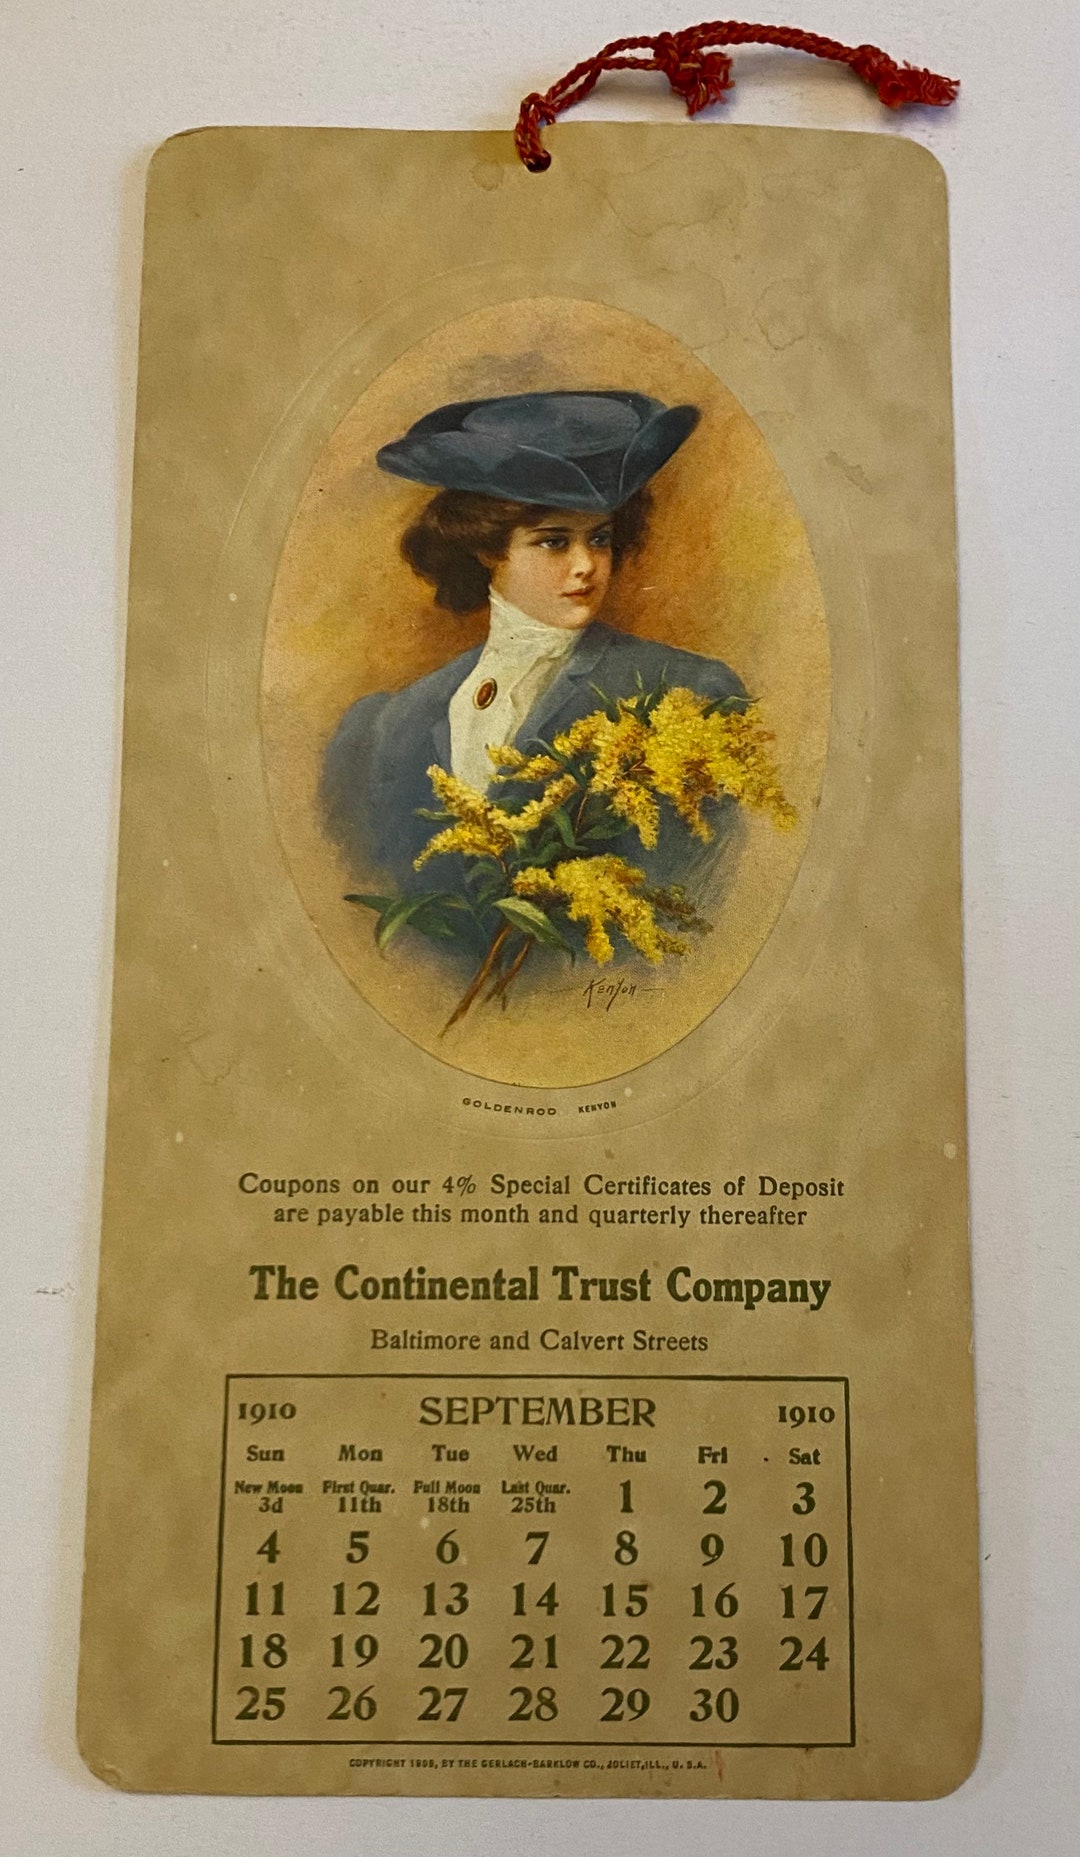 Kenyon
GOLDENROD KENYON
Coupons on our 4% Special Certificates of Deposit
are payable this month and quarterly thereafter
The Continental Trust Company
Baltimore and Calvert Streets
1910 SEPTEMBER 1910
Sun Mon Tue Wed Thu Fri Sat
New Moon First Quar. Full Moon Last Quar.
3d 11th 18th 25th 1 2 3
4 5 6 7 8 9 10
11 12 13 14 15 16 17
18 19 20 21 22 23 24
25 26 27 28 29 30
COPYRIGHT 1909, BY THE GERLACH-BARKLOW CO., JOLIET, ILL., U. S. A.